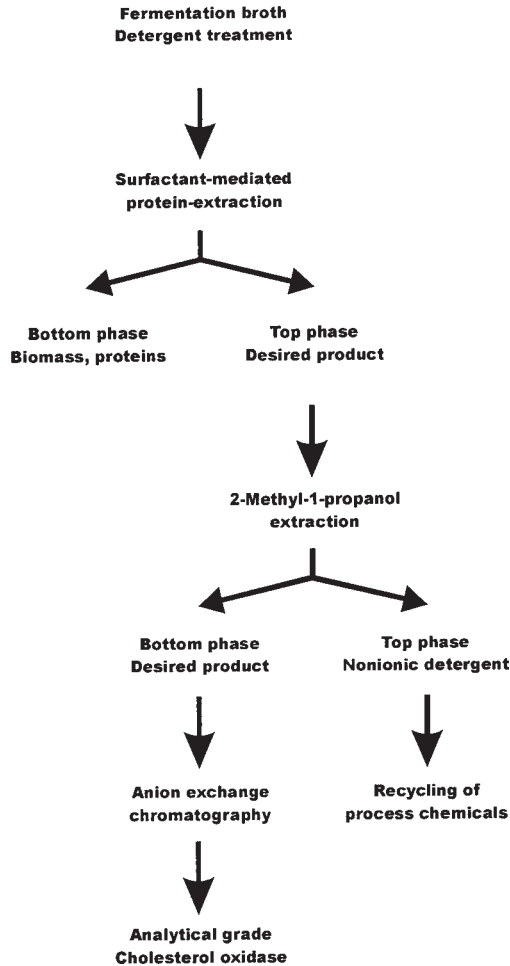 Fermentation broth
Detergent treatment
Surfactant-mediated
protein-extraction
Bottom phase
Biomass, proteins
Top phase
Desired product
2-Methyl-1-propanol
extraction
Bottom phase
Desired product
Top phase
Nonionic detergent
Anion exchange
chromatography
Recycling of
process chemicals
Analytical grade
Cholesterol oxidase